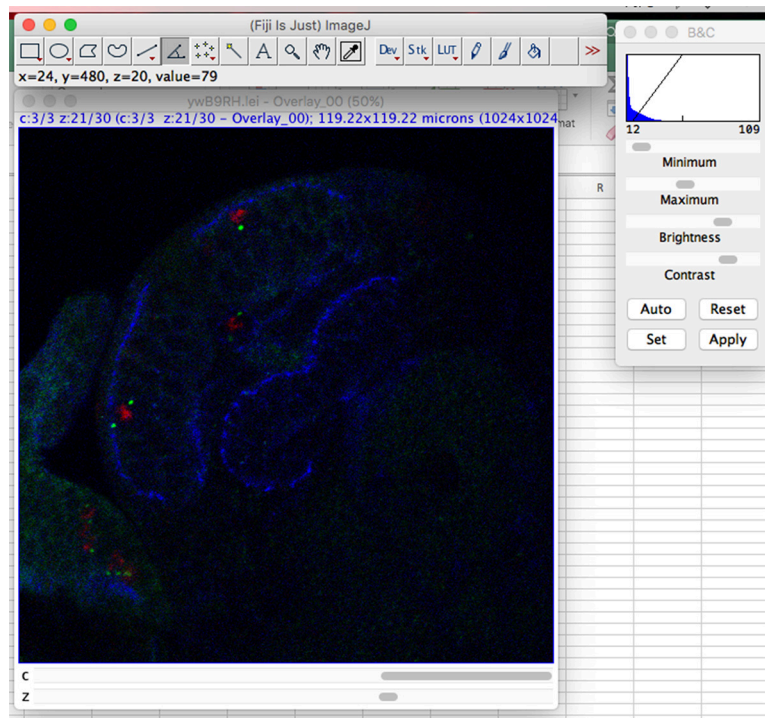 (Fiji Is Just) ImageJ
A Dev Stk LUT >>
x=24, y=480, z=20, value=79
ywB9RH.lei - Overlay_00 (50%)
c:3/3 z:21/30 (c:3/3 z:21/30 - Overlay_00); 119.22x119.22 microns (1024x1024
C
Z
R
B&C
12 109
Minimum
Maximum
Brightness
Contrast
Auto Reset
Set Apply